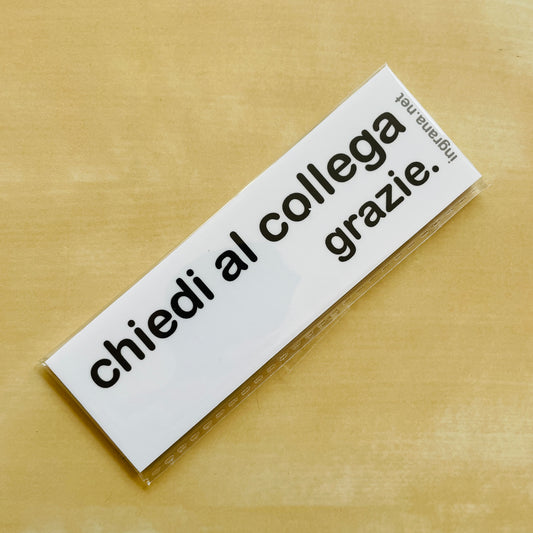 chiedi al collega
grazie.
ingrana.net